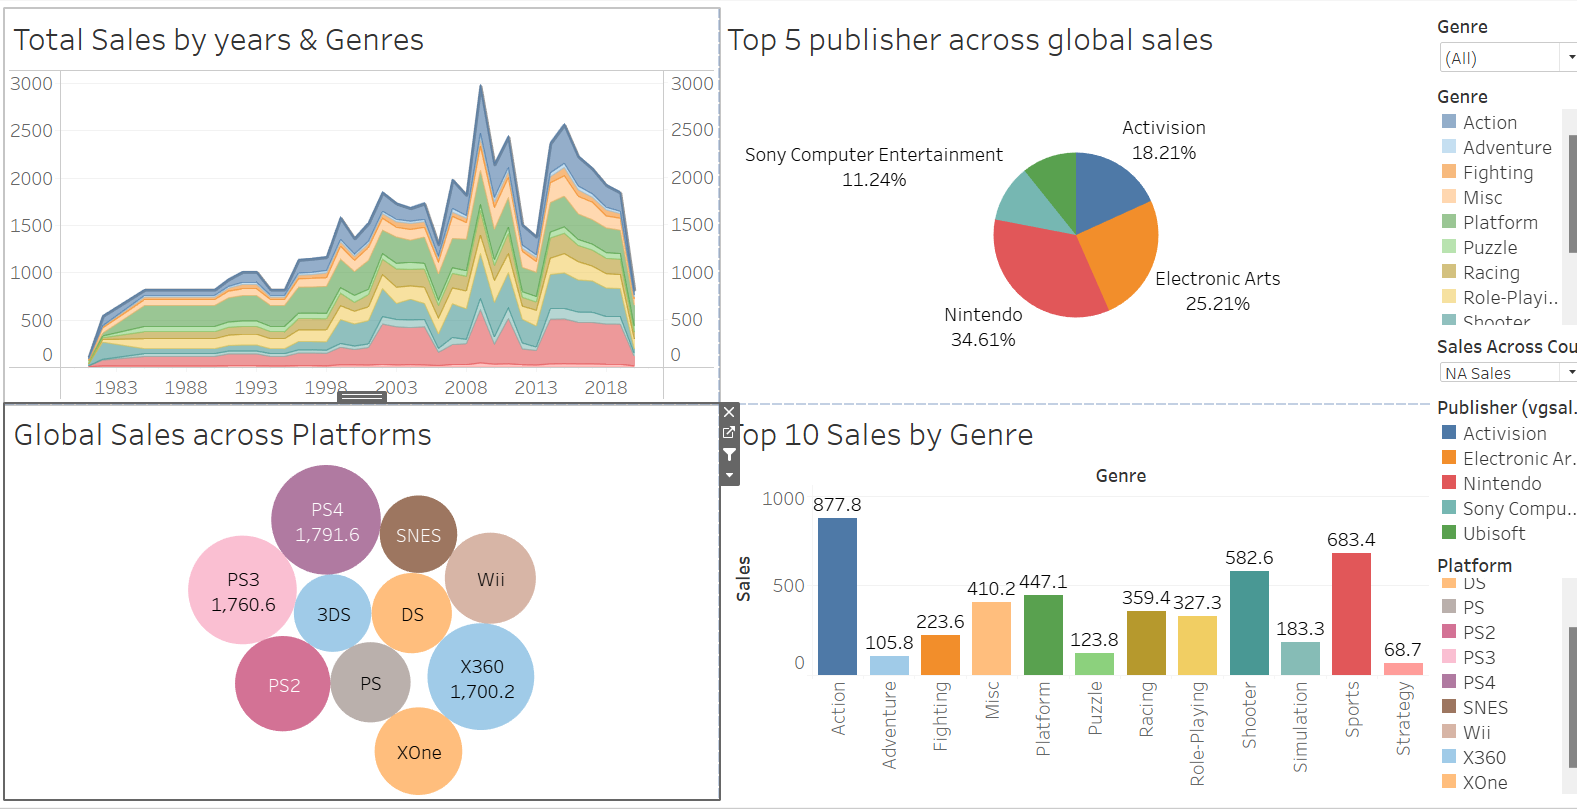 Total Sales by years & Genres
3000
2500
2000
1500
1000
500
0
3000
2500
2000
1500
1000
500
0
1983
1988
1993
1998
2003
2008
2013
2018
Top 5 publisher across global sales
Activision
18.21%
Sony Computer Entertainment
11.24%
Electronic Arts
25.21%
Nintendo
34.61%
Genre
(All)
Genre
Action
Adventure
Fighting
Misc
Platform
Puzzle
Racing
Role-Playi..
Shooter
Sales Across Cou
NA Sales
Publisher (vgsal.
Activision
Electronic Ar.
Nintendo
Sony Compu..
Ubisoft
Platform
DS
PS
PS2
PS3
PS4
SNES
Wii
X360
XOne
Global Sales across Platforms
PS4
1,791.6
SNES
PS3
1,760.6
Wii
3DS
DS
X360
1,700.2
PS2
PS
XOne
Top 10 Sales by Genre
Genre
Sales
1000
500
0
877.8
105.8
223.6
410.2
447.1
123.8
359.4
327.3
582.6
183.3
683.4
68.7
Action
Adventure
Fighting
Misc
Platform
Puzzle
Racing
Role-Playing
Shooter
Simulation
Sports
Strategy